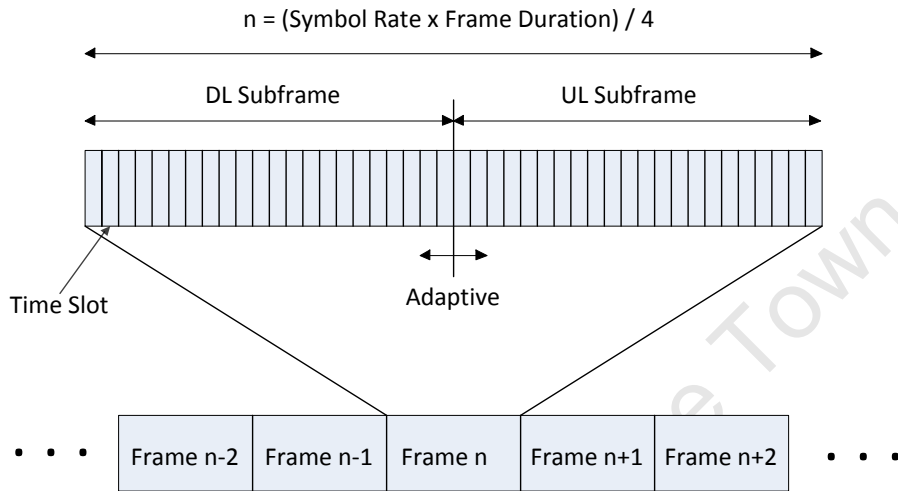 n = (Symbol Rate x Frame Duration) / 4
DL Subframe
UL Subframe
Time Slot
Adaptive
Frame n-2
Frame n-1
Frame n
Frame n+1
Frame n+2
e Town